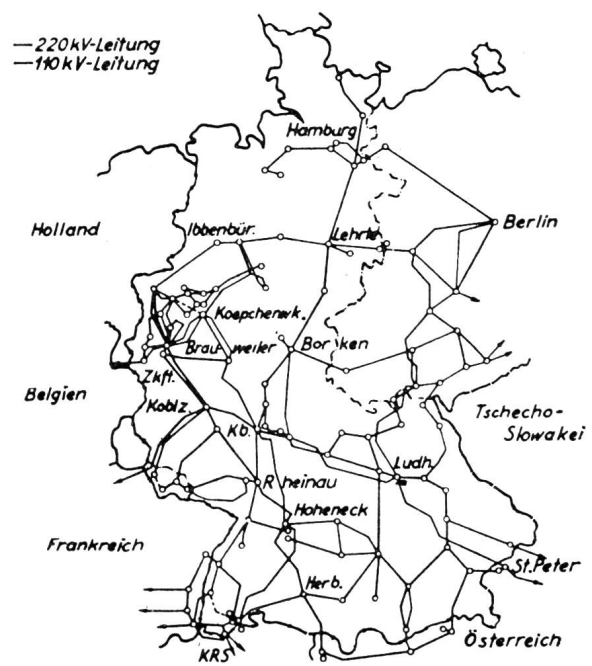 220kV-Leitung
110kV-Leitung
Hamburg
Holland
Ibbenbür.
Lehrte
Berlin
Koepchenwk.
Brauweiler
Borken
Zkft.
Belgien
Koblz.
Tschecho-
Slowakei
Kb.
Ludh.
Rheinau
Hoheneck
Frankreich
St.Peter
Herb.
Österreich
KRS